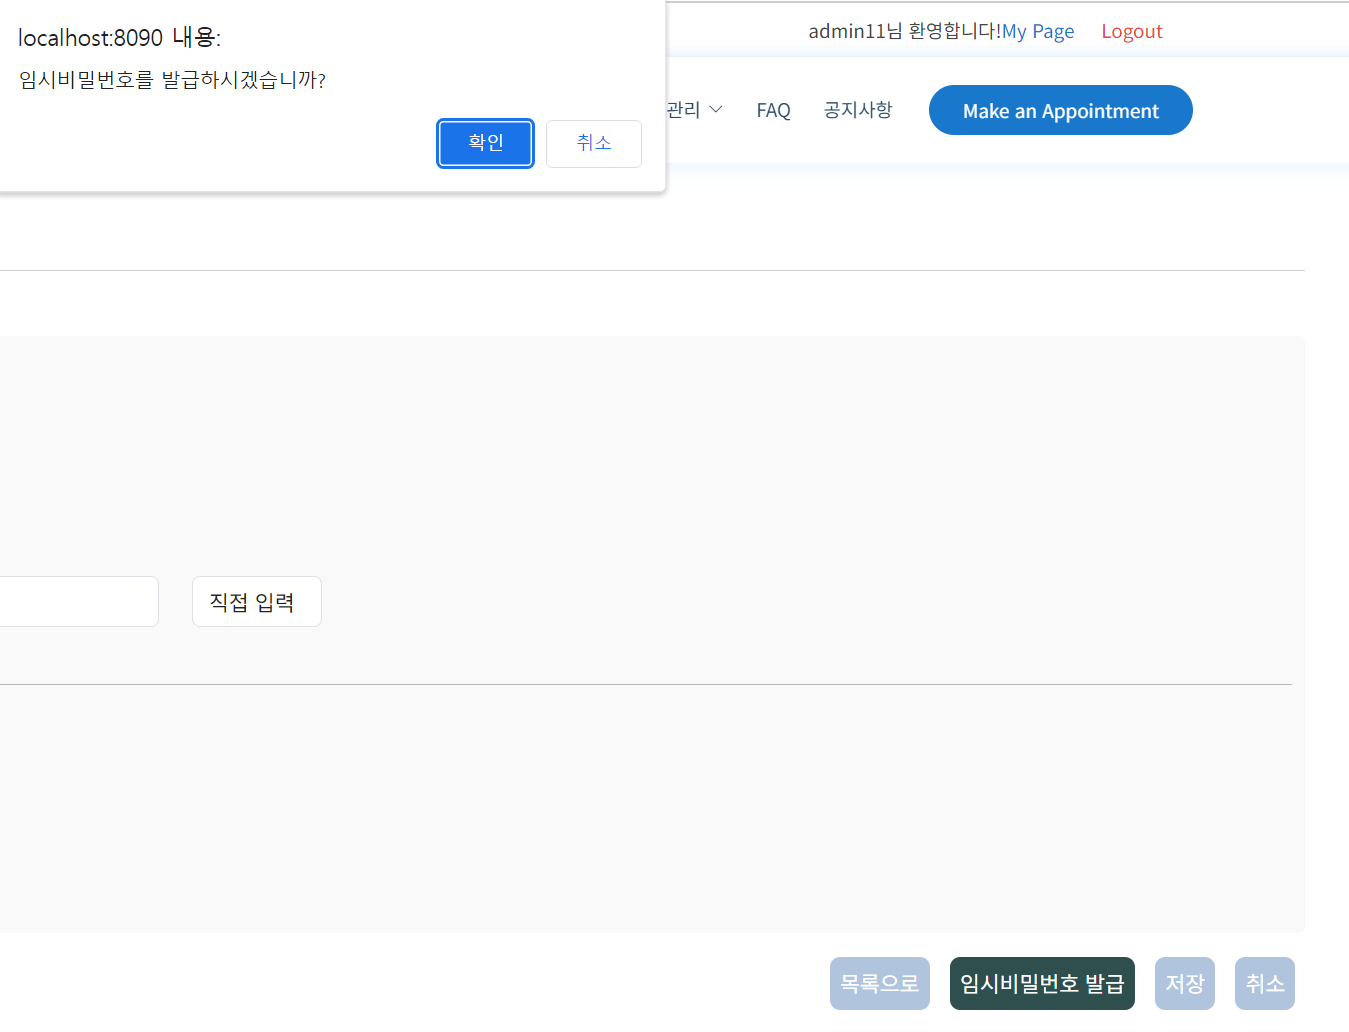 localhost:8090 내용:
임시비밀번호를 발급하시겠습니까?
확인 취소
admin11님 환영합니다!My Page Logout
관리 FAQ 공지사항 Make an Appointment
직접 입력
목록으로 임시비밀번호 발급 저장 취소